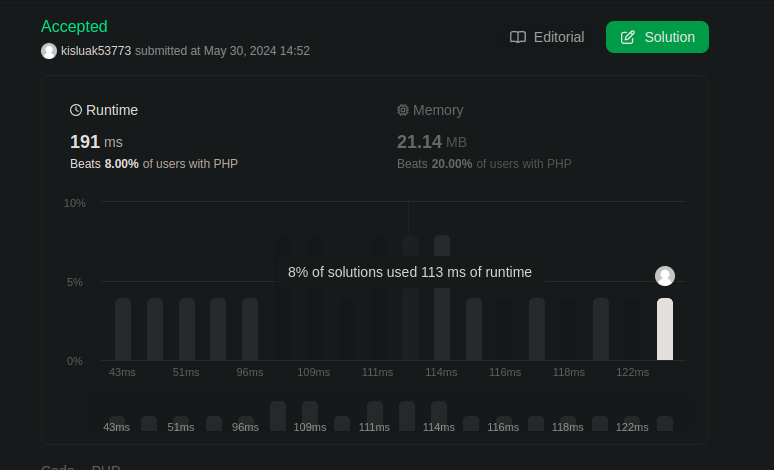 Accepted
kisluak53773 submitted at May 30, 2024 14:52
Editorial
Solution
Runtime
191 ms
Beats 8.00% of users with PHP
Memory
21.14 MB
Beats 20.00% of users with PHP
10%
5%
0%
8% of solutions used 113 ms of runtime
43ms 51ms 96ms 109ms 111ms 114ms 116ms 118ms 122ms
43ms 51ms 96ms 109ms 111ms 114ms 116ms 118ms 122ms
Code PHP